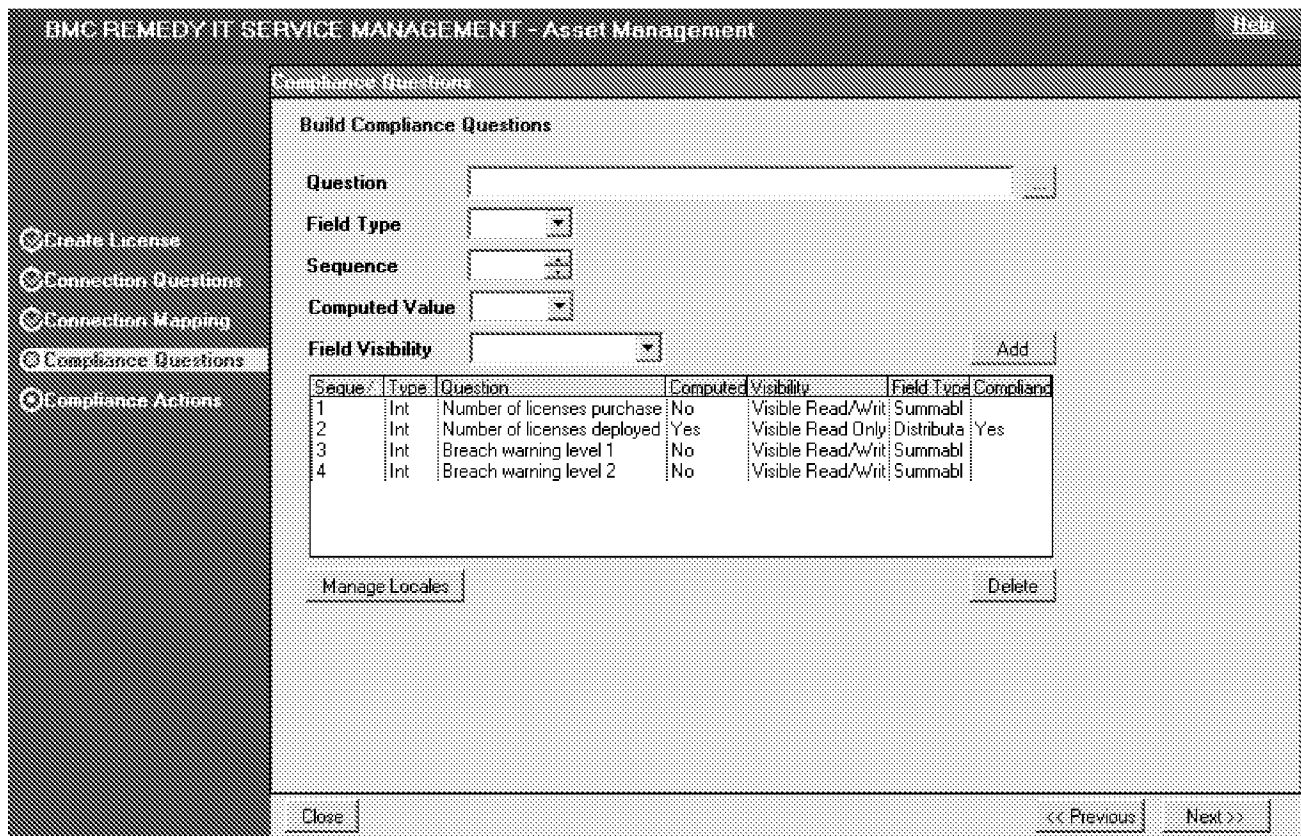 BMC REMEDY IT SERVICE MANAGEMENT - Asset Management
Help
Compliance Questions
Build Compliance Questions
Question
...
Field Type
Create License
Sequence
Connection Questions
Computed Value
Connection Mapping
Field Visibility
Add
Compliance Questions
Seque Type Question Computed Visibility Field Type Complianc
Compliance Actions
1 Int Number of licenses purchase No Visible Read/Writ Summabl
2 Int Number of licenses deployed Yes Visible Read Only Distributa Yes
3 Int Breach warning level 1 No Visible Read/Writ Summabl
4 Int Breach warning level 2 No Visible Read/Writ Summabl
Manage Locales
Delete
Close
<< Previous
Next >>